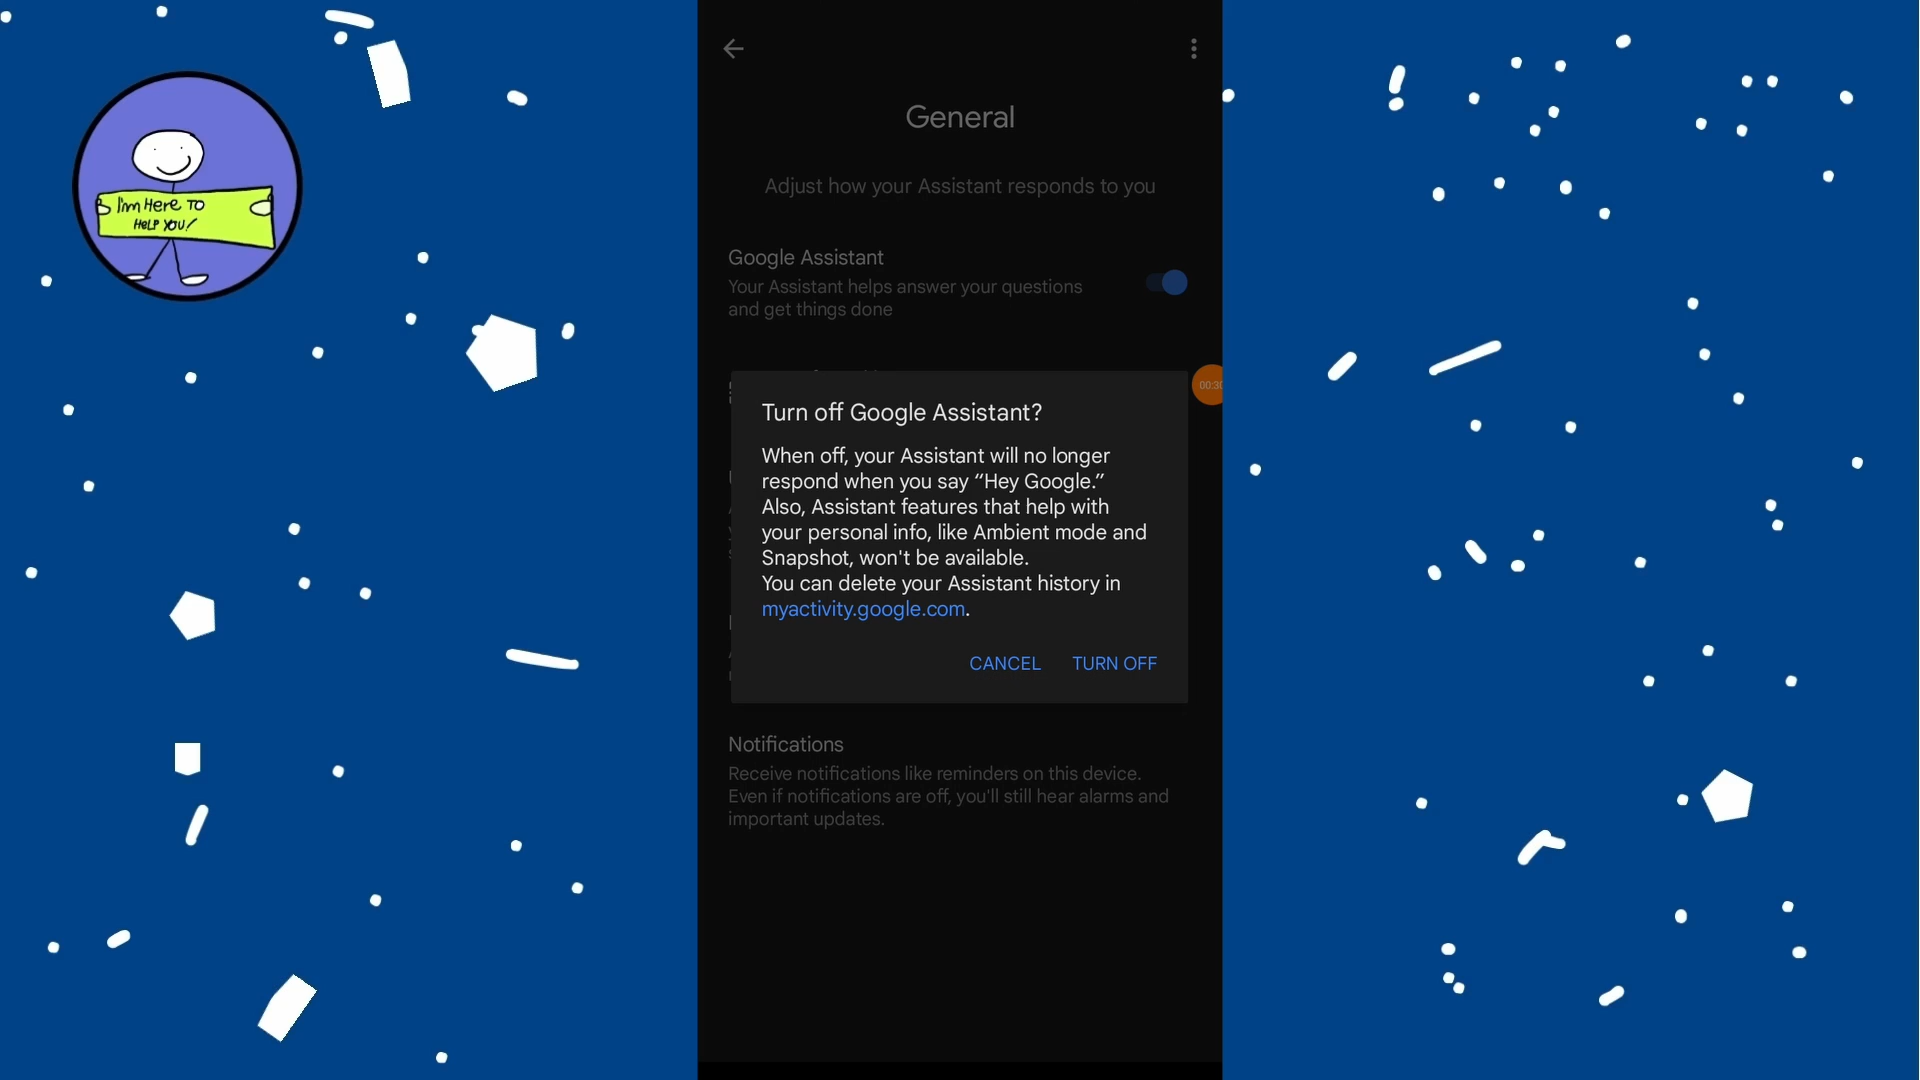 I'm HERE TO
HELP YOU!
General
Adjust how your Assistant responds to you
Google Assistant
Your Assistant helps answer your questions
and get things done
Turn off Google Assistant?
When off, your Assistant will no longer
respond when you say “Hey Google.”
Also, Assistant features that help with
your personal info, like Ambient mode and
Snapshot, won't be available.
You can delete your Assistant history in
myactivity.google.com.
CANCEL TURN OFF
Notifications
Receive notifications like reminders on this device.
Even if notifications are off, you'll still hear alarms and
important updates.